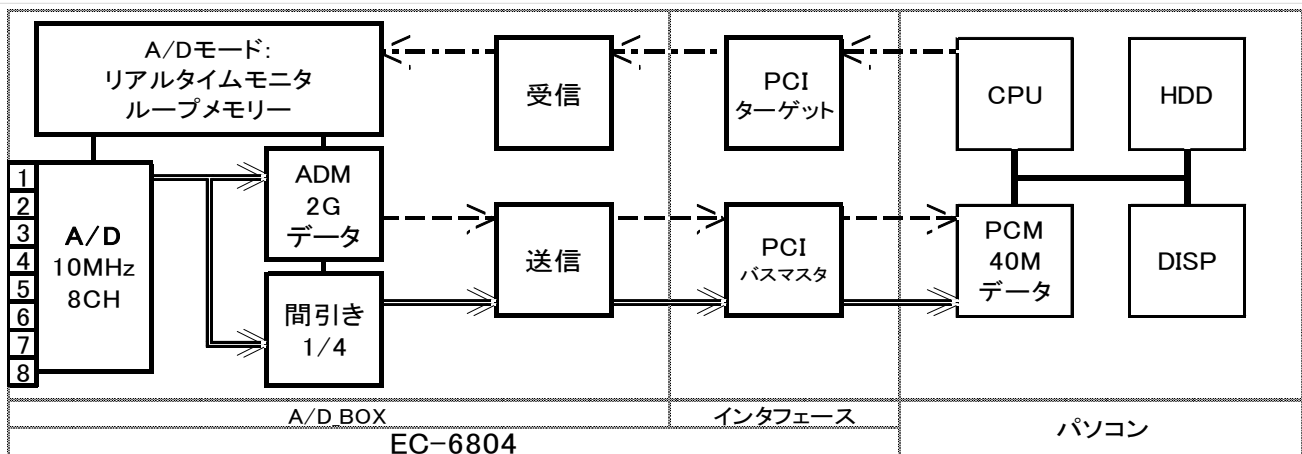 A/Dモード:
リアルタイムモニタ
ループメモリー
受信
PCI
ターゲット
CPU
HDD
1
2
3
4
5
6
7
8
A/D
10MHz
8CH
ADM
2G
データ
間引き
1/4
送信
PCI
バスマスタ
PCM
40M
データ
DISP
A/D_BOX
インタフェース
パソコン
EC-6804